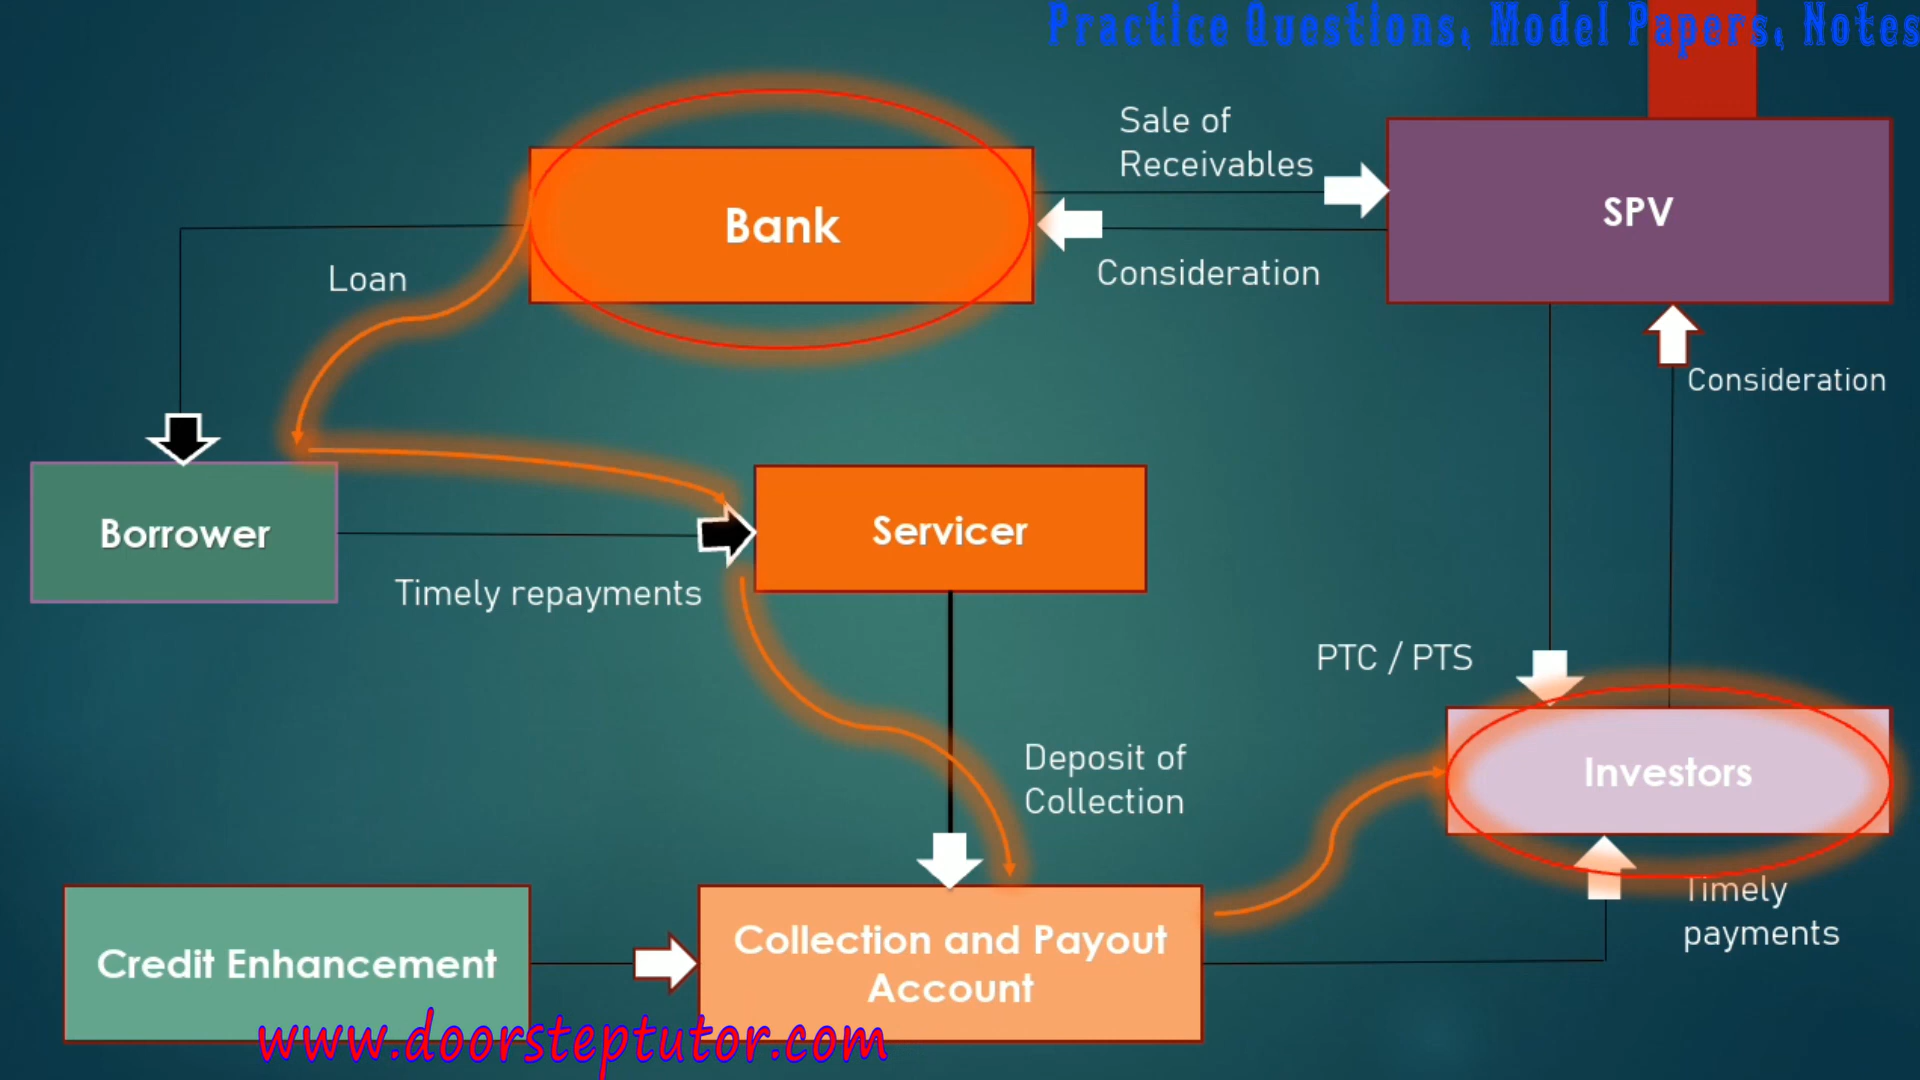 Practice Questions, Model Papers, Notes
Sale of
Receivables
Bank
SPV
Loan
Consideration
Consideration
Borrower
Servicer
Timely repayments
PTC / PTS
Deposit of
Collection
Investors
Timely
payments
Credit Enhancement
Collection and Payout
Account
www.doorsteptutor.com